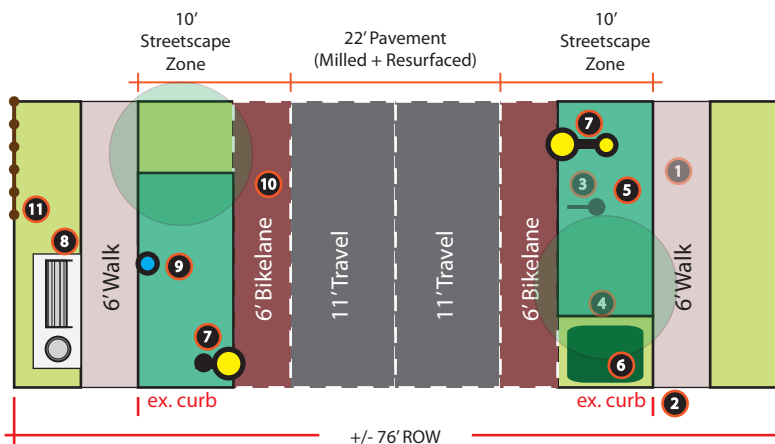 10'
Streetscape
Zone
22' Pavement
(Milled + Resurfaced)
10'
Streetscape
Zone
7
1
3
5
10
11
8
9
6' Walk
6' Bikelane
11' Travel
11' Travel
6' Bikelane
6' Walk
4
7
6
ex. curb
ex. curb
2
+/- 76' ROW